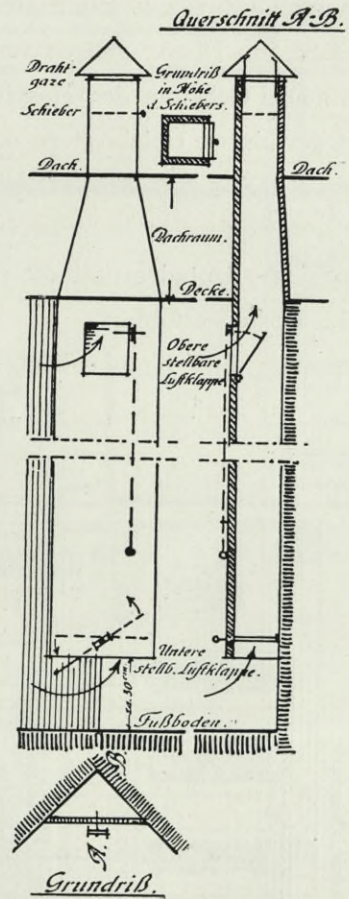 Querschnitt A-B.
Draht-
gaze
Grundriß
in Höhe
d. Schiebers.
Schieber
Dach.
Dach.
Dachraum.
Decke.
Obere
stellbare
Luftklappe
Untere
stellb. Luftklappe.
ca. 30 cm
Fußboden.
B.
A.
Grundriß.